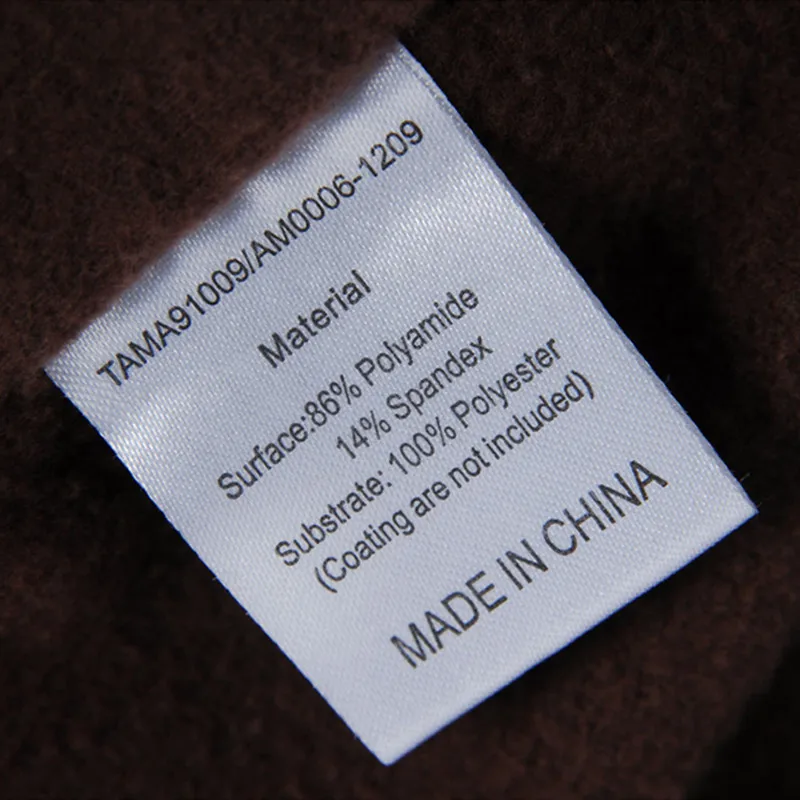 TAMA91009/AM0006-1209
Material
Surface:86% Polyamide
14% Spandex
Substrate: 100% Polyester
(Coating are not included)
MADE IN CHINA